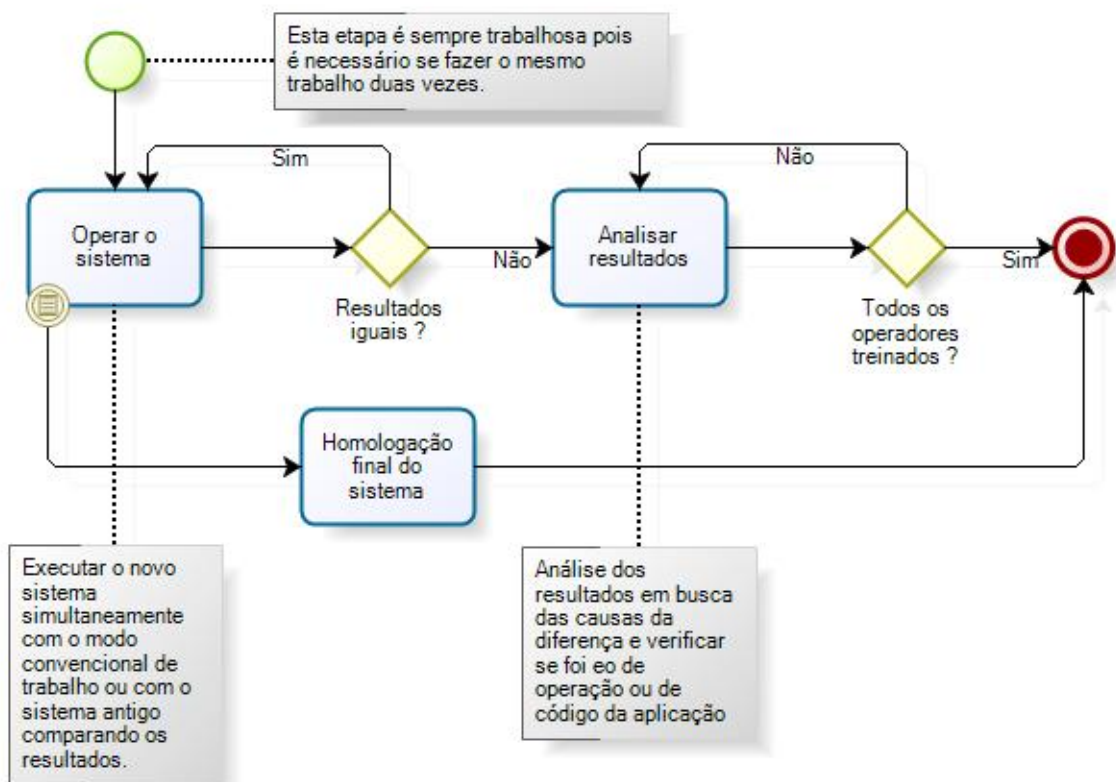 Esta etapa é sempre trabalhosa pois
é necessário se fazer o mesmo
trabalho duas vezes.
Sim
Não
Operar o
sistema
Analisar
resultados
Não
Sim
Resultados
iguais ?
Todos os
operadores
treinados ?
Homologação
final do
sistema
Executar o novo
sistema
simultaneamente
com o modo
convencional de
trabalho ou com o
sistema antigo
comparando os
resultados.
Análise dos
resultados em busca
das causas da
diferença e verificar
se foi eo de
operação ou de
código da aplicação